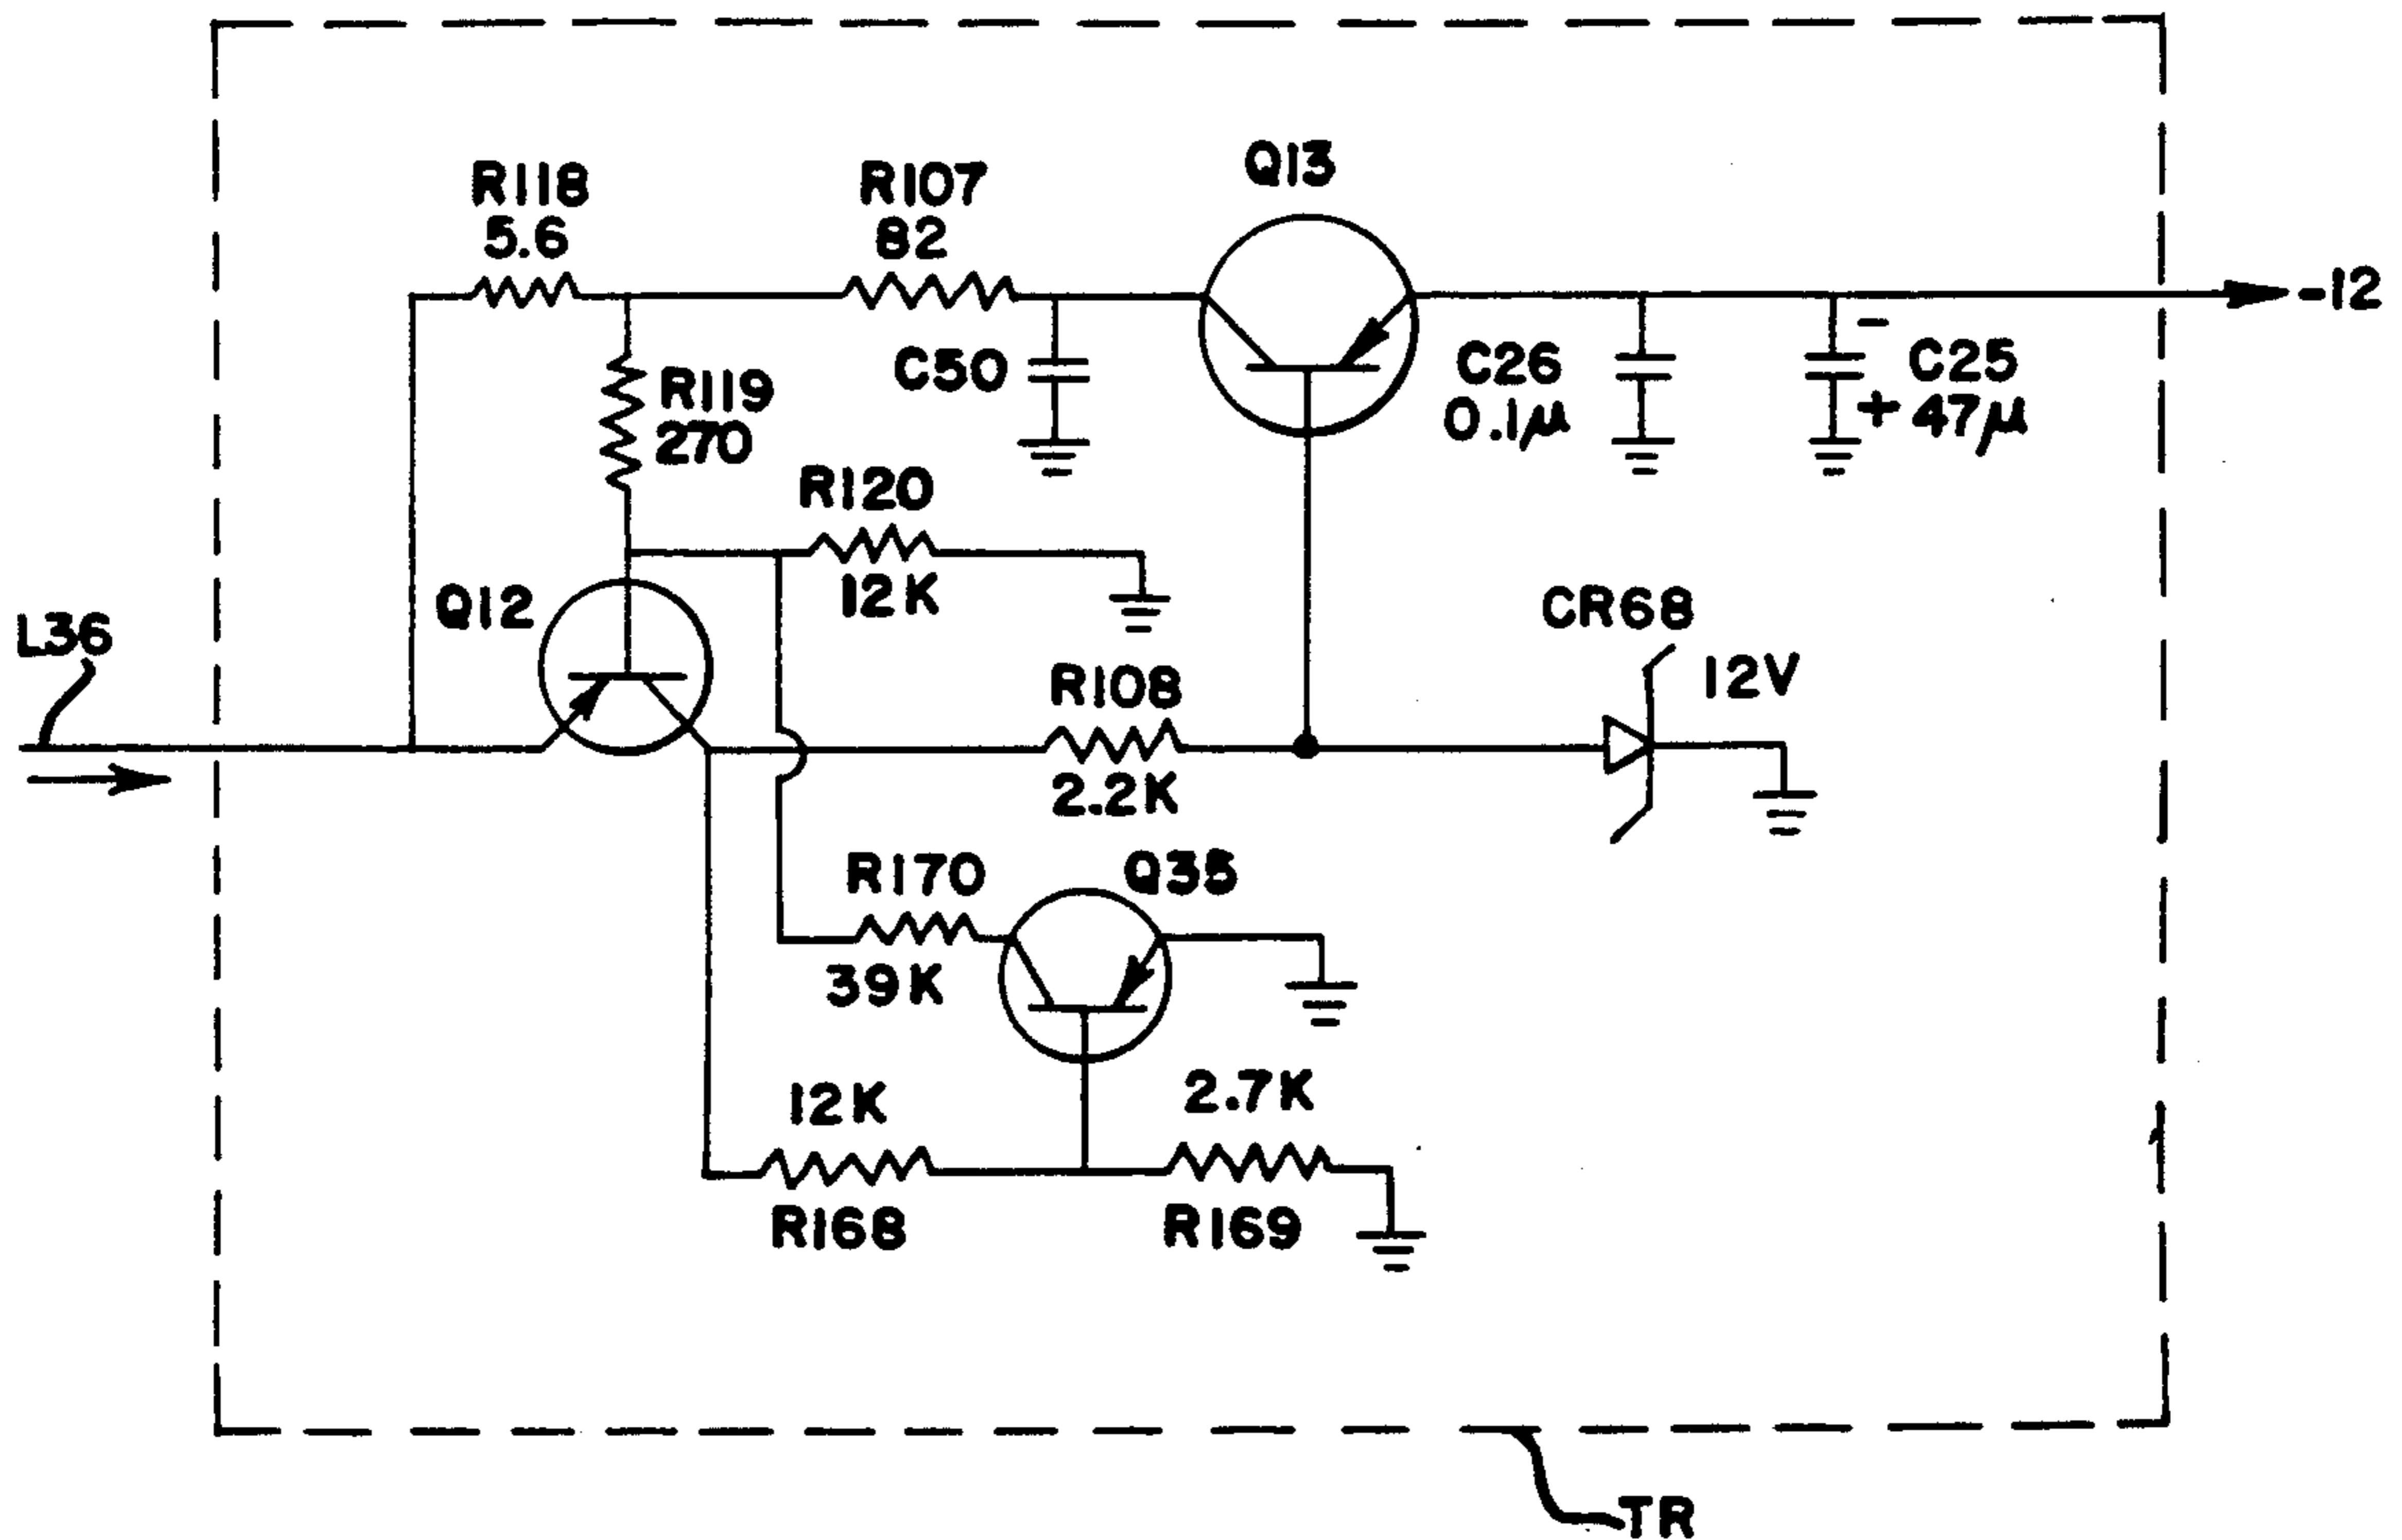 R118
5.6
R107
82
Q13
-12
R119
270
C50
C26
0.1µ
-
C25
+ 47µ
R120
12K
Q12
L36
R108
2.2K
CR68
12V
R170
39K
Q35
12K
R168
2.7K
R169
TR